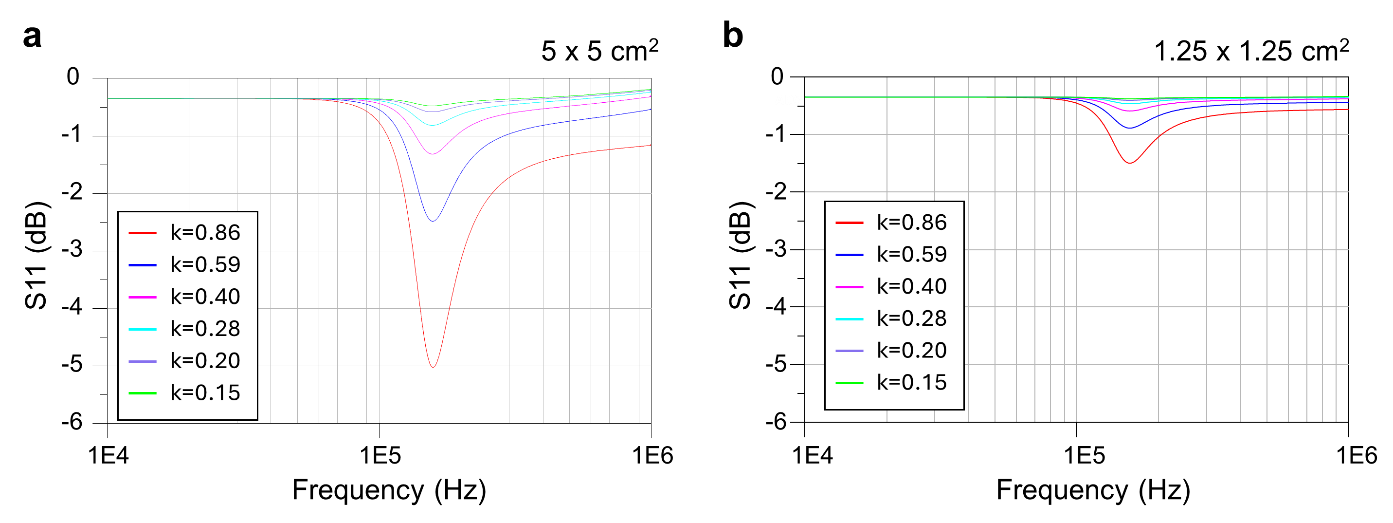 a
5 x 5 cm²
0
-1
-2
-3
-4
-5
-6
S11 (dB)
k=0.86
k=0.59
k=0.40
k=0.28
k=0.20
k=0.15
1E4
1E5
1E6
Frequency (Hz)
b
1.25 x 1.25 cm²
0
-1
-2
-3
-4
-5
-6
S11 (dB)
k=0.86
k=0.59
k=0.40
k=0.28
k=0.20
k=0.15
1E4
1E5
1E6
Frequency (Hz)